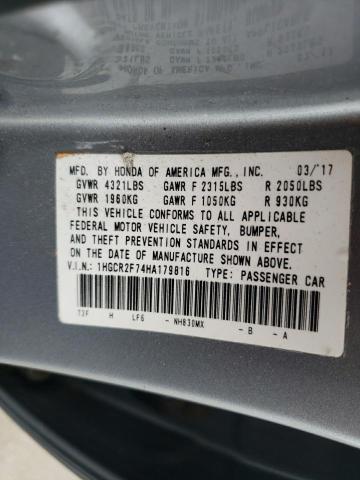 MFD. BY HONDA OF AMERICA MFG., INC. 03/'17
GVWR 4321LBS GAWR F 2315LBS R 2050LBS
GVWR 1960KG GAWR F 1050KG R 930KG
THIS VEHICLE CONFORMS TO ALL APPLICABLE
FEDERAL MOTOR VEHICLE SAFETY, BUMPER,
AND THEFT PREVENTION STANDARDS IN EFFECT
ON THE DATE OF MANUFACTURE SHOWN ABOVE.
V.I.N.: 1HGCR2F74HA179816 TYPE: PASSENGER CAR
T3F H LF6 - NH830MX - B - A